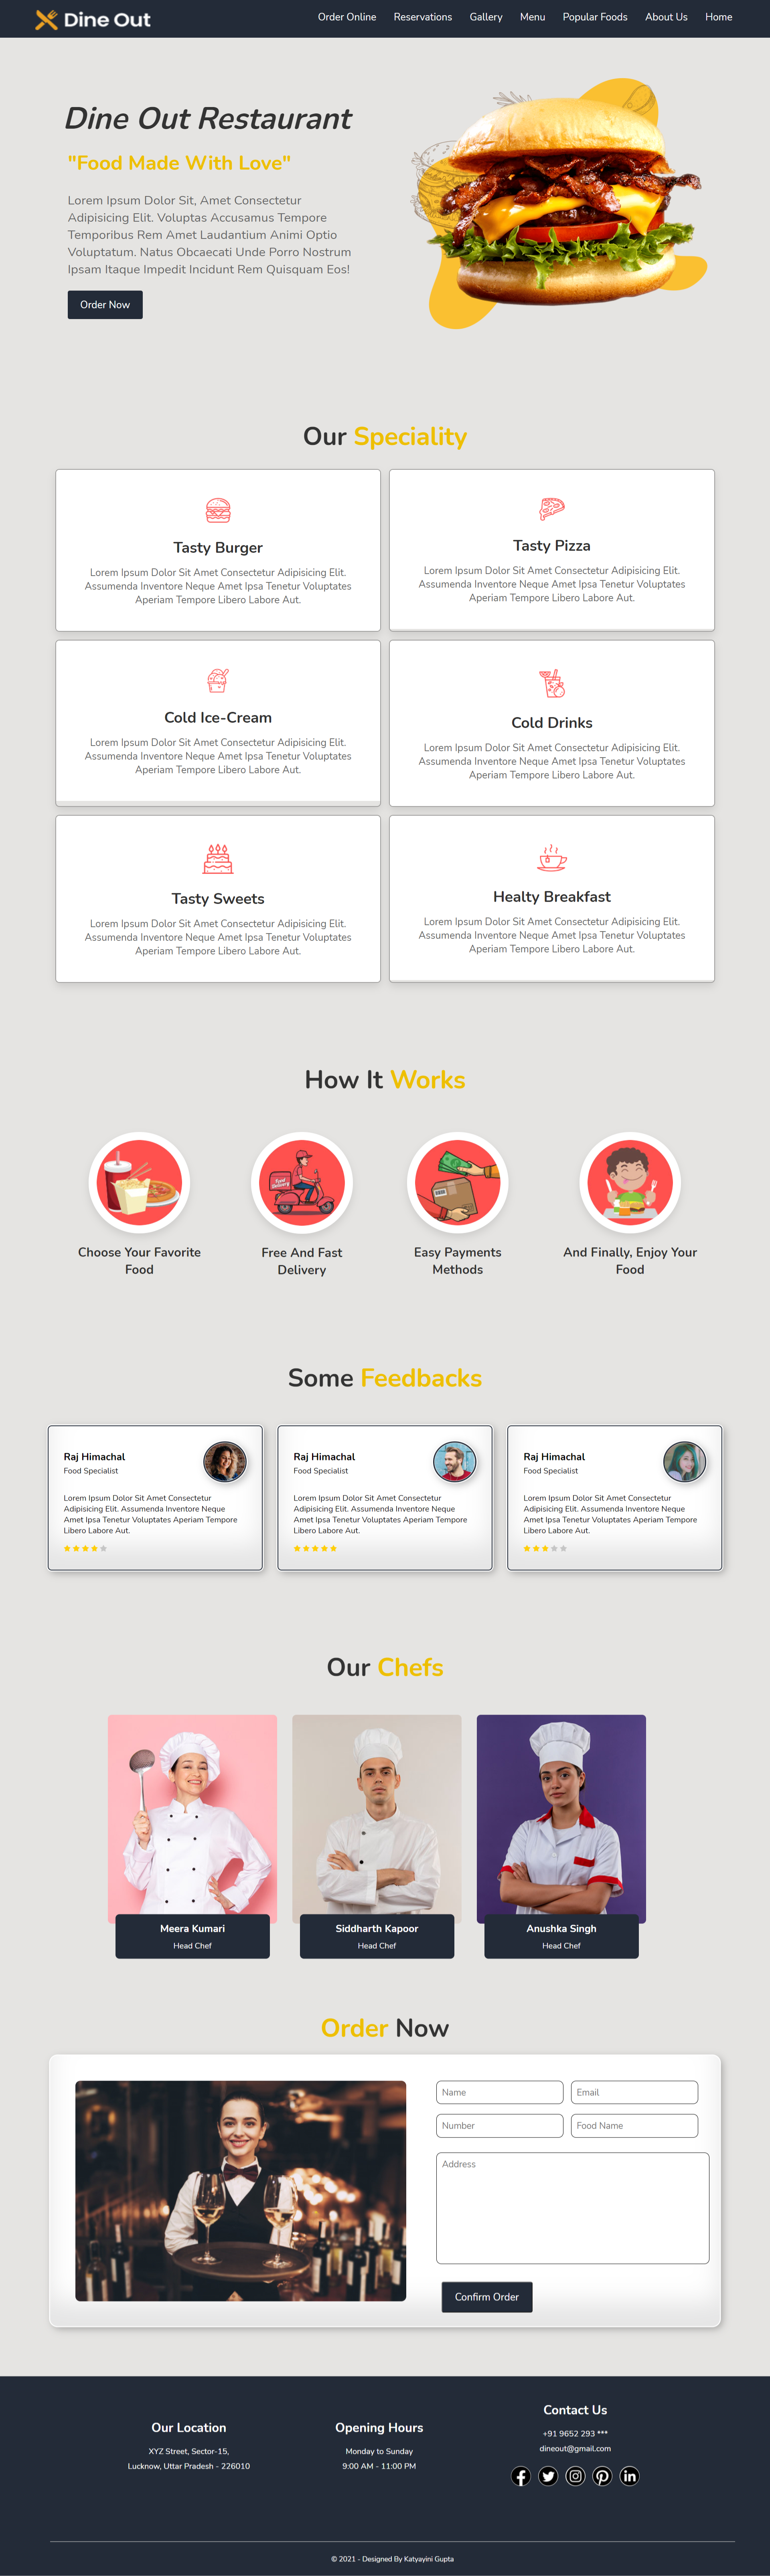 Dine Out
Order Online Reservations Gallery Menu Popular Foods About Us Home
Dine Out Restaurant
"Food Made With Love"
Lorem Ipsum Dolor Sit, Amet Consectetur
Adipisicing Elit. Voluptas Accusamus Tempore
Temporibus Rem Amet Laudantium Animi Optio
Voluptatum. Natus Obcaecati Unde Porro Nostrum
Ipsam Itaque Impedit Incidunt Rem Quisquam Eos!
Order Now
Our Speciality
Tasty Burger
Lorem Ipsum Dolor Sit Amet Consectetur Adipisicing Elit.
Assumenda Inventore Neque Amet Ipsa Tenetur Voluptates
Aperiam Tempore Libero Labore Aut.
Tasty Pizza
Lorem Ipsum Dolor Sit Amet Consectetur Adipisicing Elit.
Assumenda Inventore Neque Amet Ipsa Tenetur Voluptates
Aperiam Tempore Libero Labore Aut.
Cold Ice-Cream
Lorem Ipsum Dolor Sit Amet Consectetur Adipisicing Elit.
Assumenda Inventore Neque Amet Ipsa Tenetur Voluptates
Aperiam Tempore Libero Labore Aut.
Cold Drinks
Lorem Ipsum Dolor Sit Amet Consectetur Adipisicing Elit.
Assumenda Inventore Neque Amet Ipsa Tenetur Voluptates
Aperiam Tempore Libero Labore Aut.
Tasty Sweets
Lorem Ipsum Dolor Sit Amet Consectetur Adipisicing Elit.
Assumenda Inventore Neque Amet Ipsa Tenetur Voluptates
Aperiam Tempore Libero Labore Aut.
Healty Breakfast
Lorem Ipsum Dolor Sit Amet Consectetur Adipisicing Elit.
Assumenda Inventore Neque Amet Ipsa Tenetur Voluptates
Aperiam Tempore Libero Labore Aut.
How It Works
Choose Your Favorite
Food
Free And Fast
Delivery
Easy Payments
Methods
And Finally, Enjoy Your
Food
Some Feedbacks
Raj Himachal
Food Specialist
Lorem Ipsum Dolor Sit Amet Consectetur
Adipisicing Elit. Assumenda Inventore Neque
Amet Ipsa Tenetur Voluptates Aperiam Tempore
Libero Labore Aut.
Raj Himachal
Food Specialist
Lorem Ipsum Dolor Sit Amet Consectetur
Adipisicing Elit. Assumenda Inventore Neque
Amet Ipsa Tenetur Voluptates Aperiam Tempore
Libero Labore Aut.
Raj Himachal
Food Specialist
Lorem Ipsum Dolor Sit Amet Consectetur
Adipisicing Elit. Assumenda Inventore Neque
Amet Ipsa Tenetur Voluptates Aperiam Tempore
Libero Labore Aut.
Our Chefs
Meera Kumari
Head Chef
Siddharth Kapoor
Head Chef
Anushka Singh
Head Chef
Order Now
Name
Email
Number
Food Name
Address
Confirm Order
Our Location
XYZ Street, Sector-15,
Lucknow, Uttar Pradesh - 226010
Opening Hours
Monday to Sunday
9:00 AM - 11:00 PM
Contact Us
+91 9652 293 ***
dineout@gmail.com
© 2021 - Designed By Katyayini Gupta